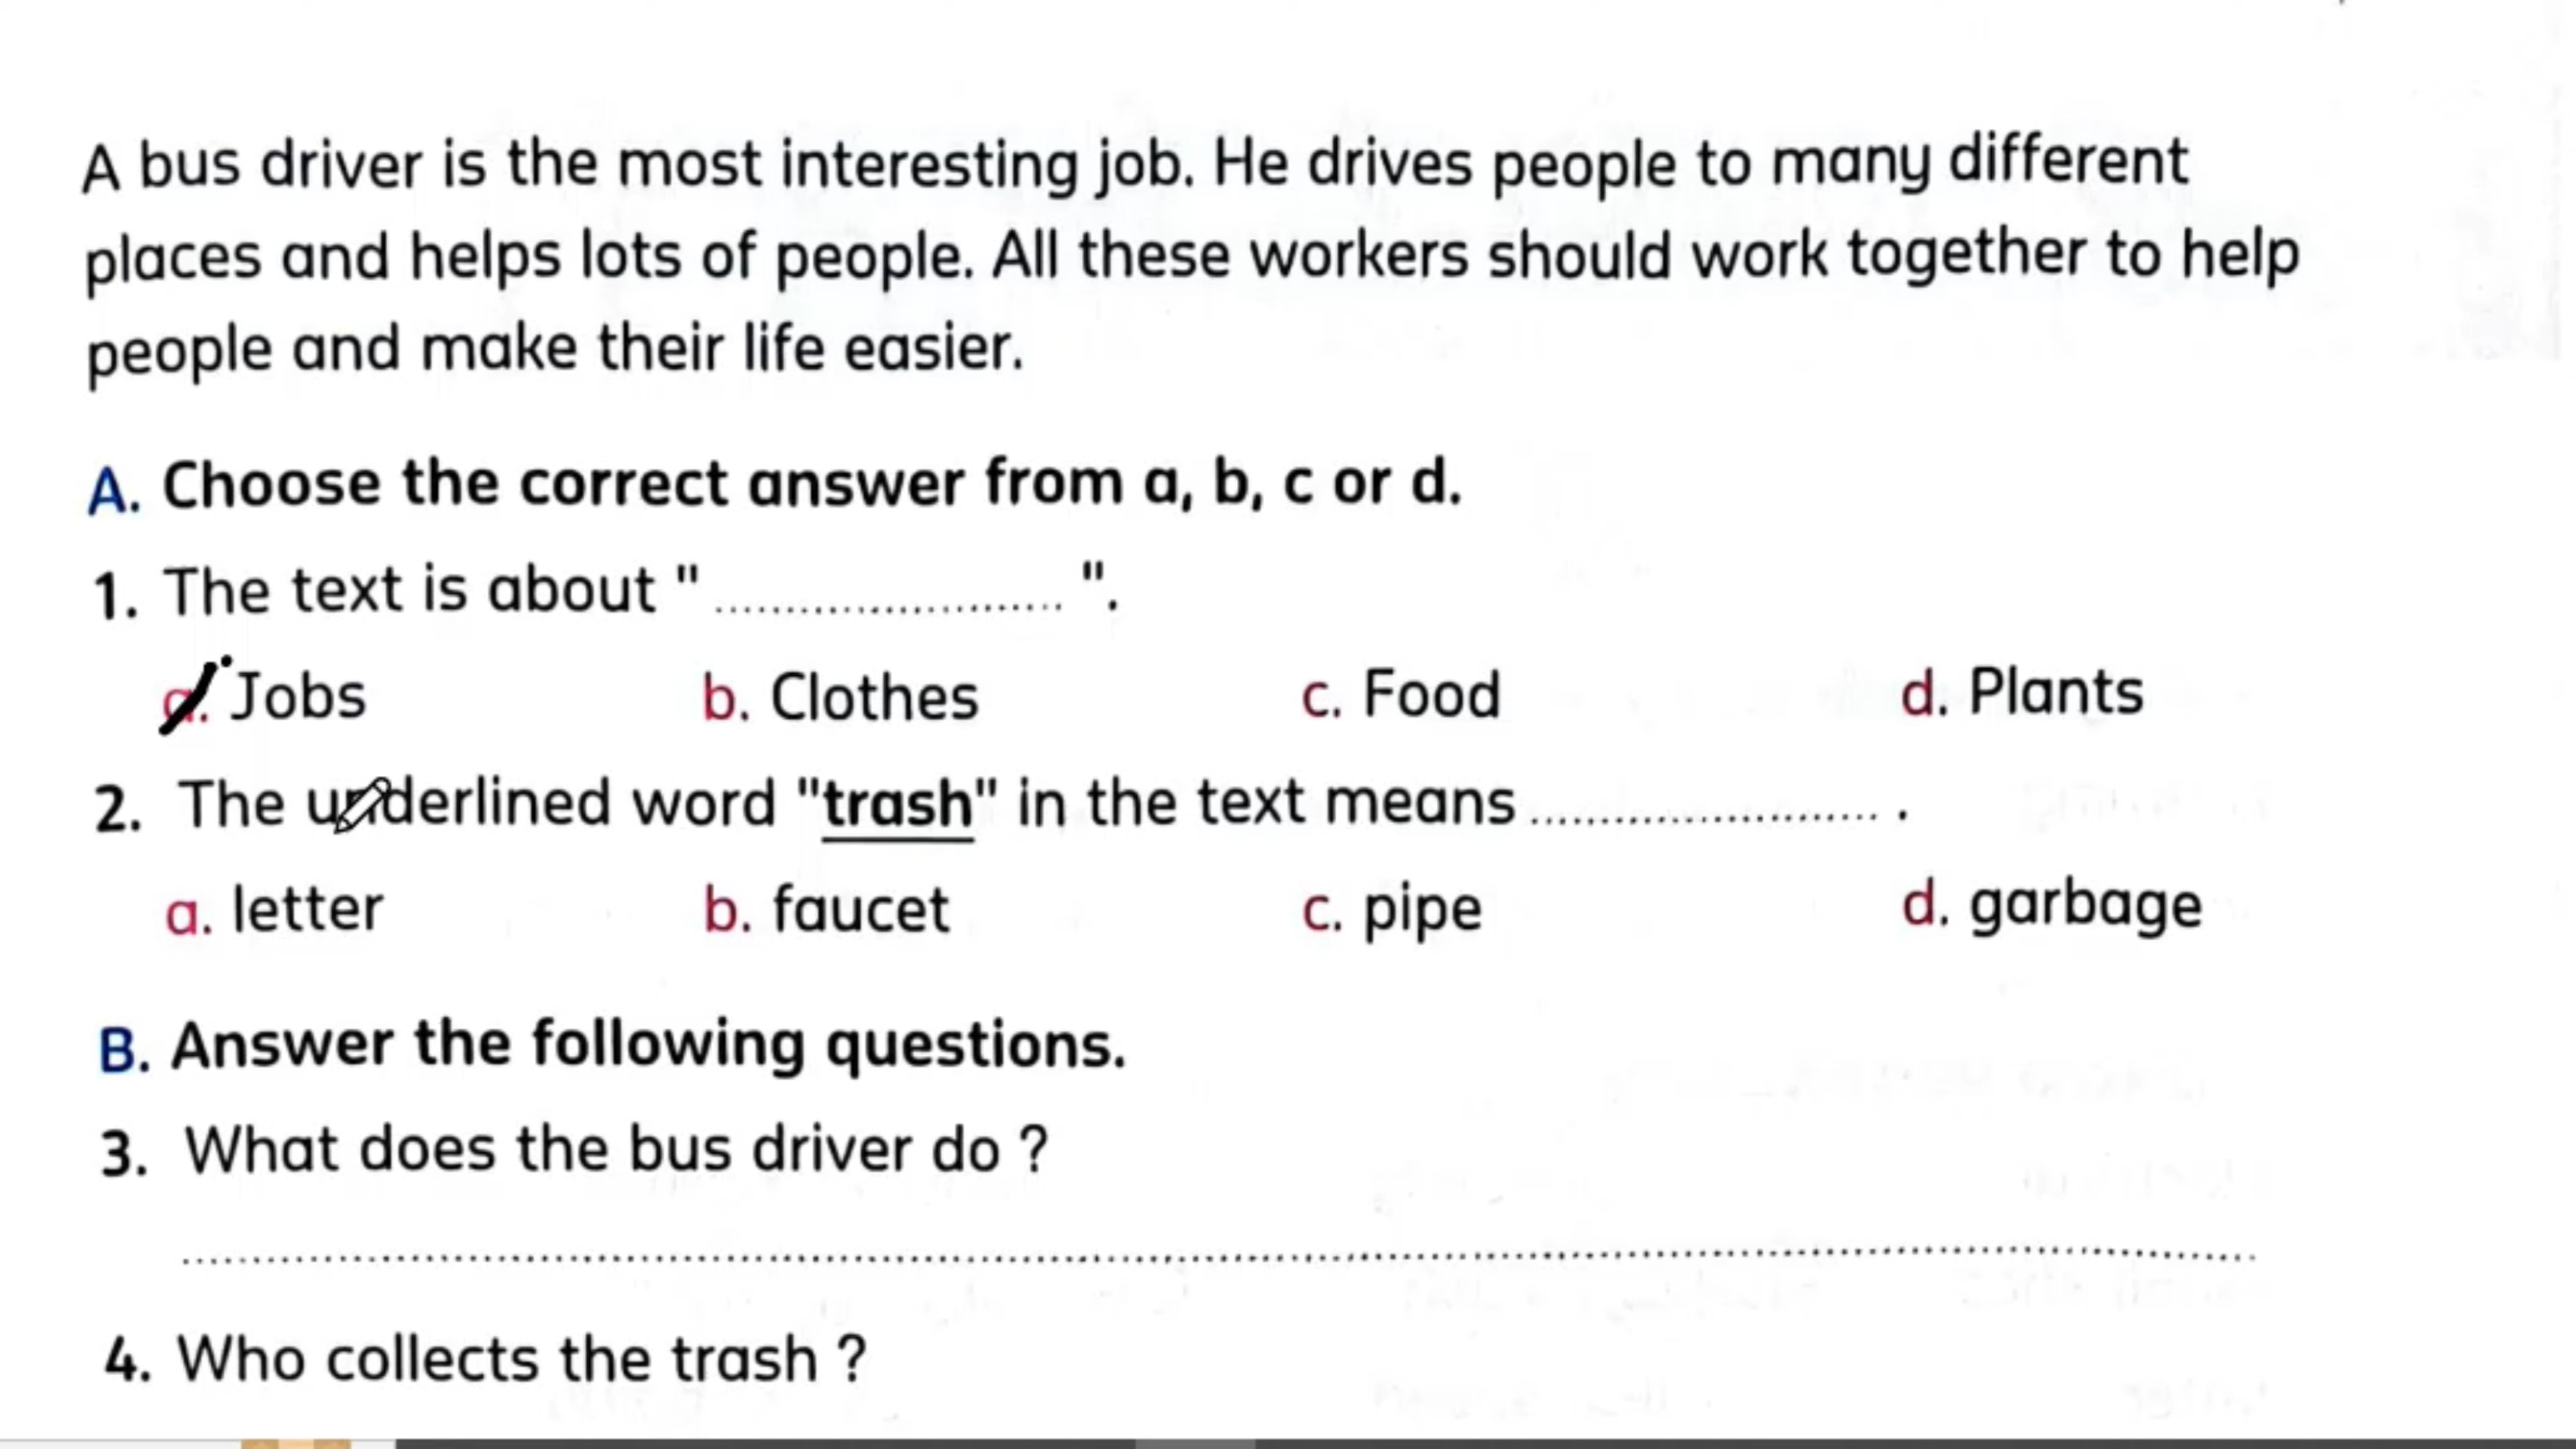 A bus driver is the most interesting job. He drives people to many different
places and helps lots of people. All these workers should work together to help
people and make their life easier.
A. Choose the correct answer from a, b, c or d.
1. The text is about " ........................ ".
a. Jobs b. Clothes c. Food d. Plants
2. The underlined word "trash" in the text means ........................ .
a. letter b. faucet c. pipe d. garbage
B. Answer the following questions.
3. What does the bus driver do ?
4. Who collects the trash ?